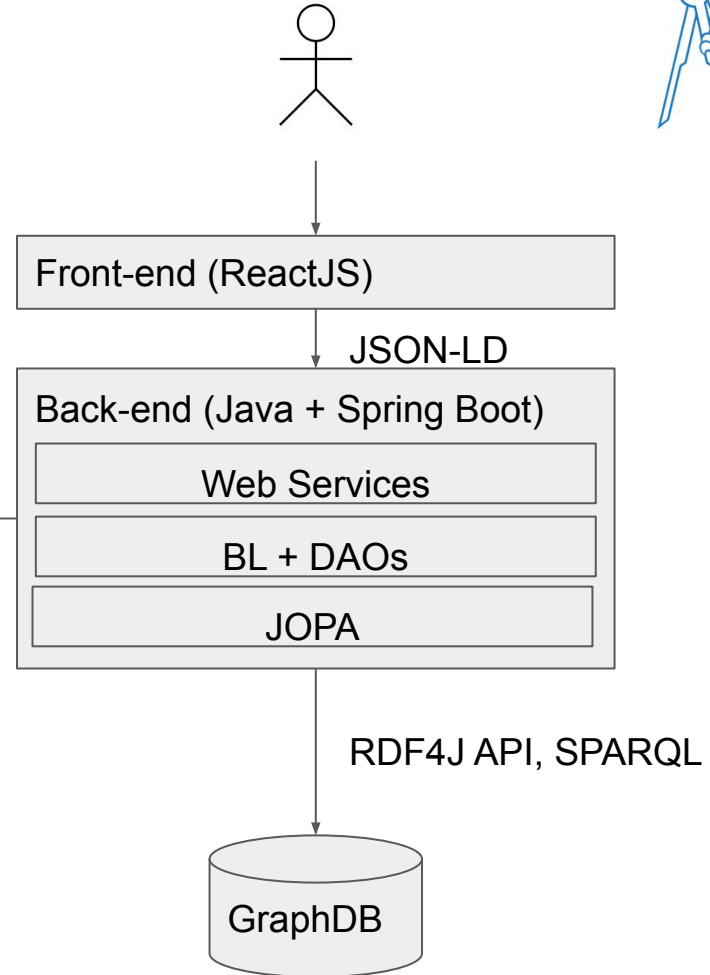 Front-end (ReactJS)
JSON-LD
Back-end (Java + Spring Boot)
Web Services
BL + DAOs
JOPA
RDF4J API, SPARQL
GraphDB